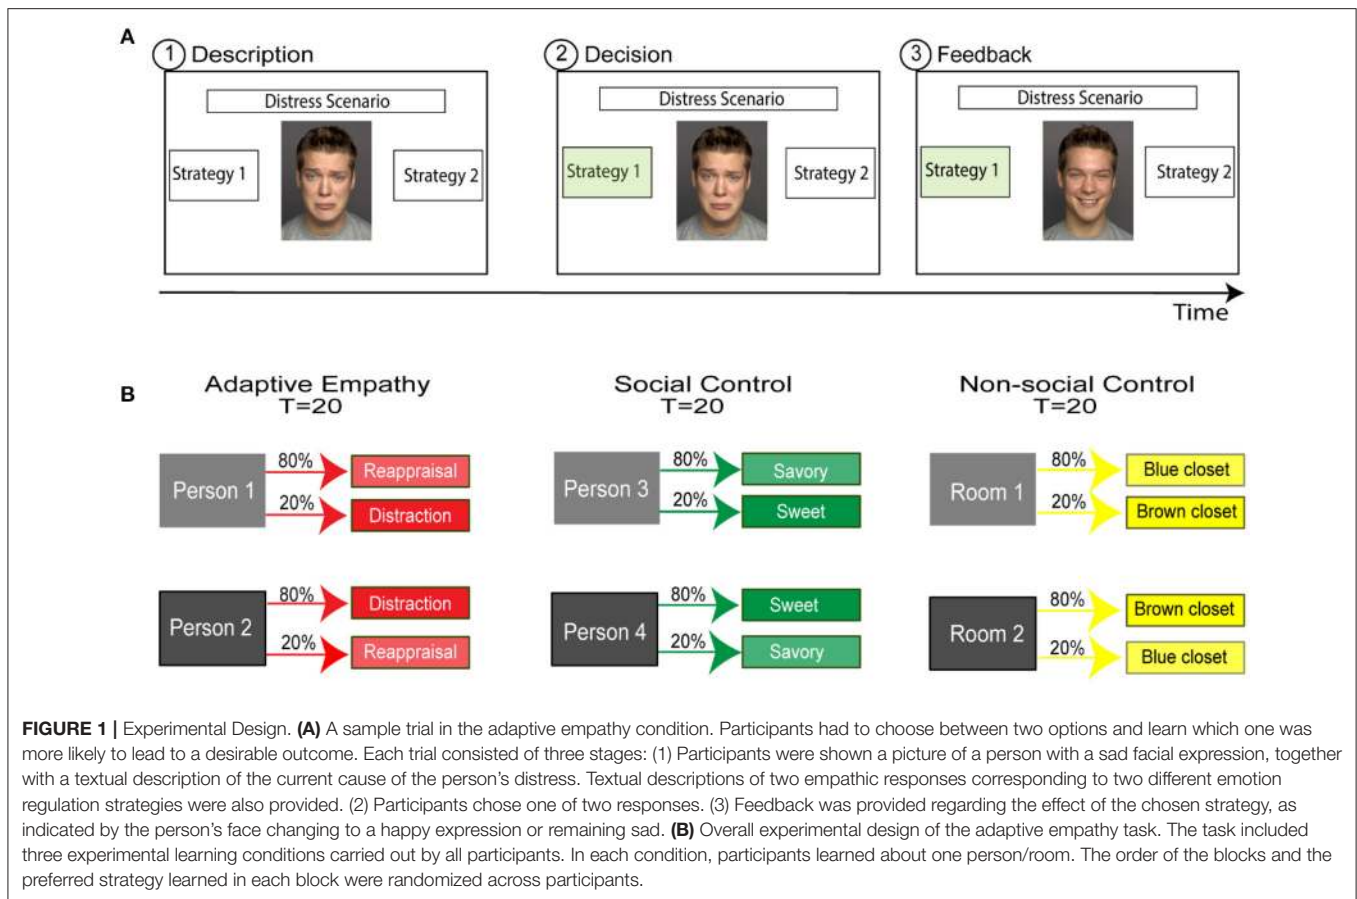 A
1 Description
2 Decision
3 Feedback
Distress Scenario
Distress Scenario
Distress Scenario
Strategy 1
Strategy 2
Strategy 1
Strategy 2
Strategy 1
Strategy 2
Time
B
Adaptive Empathy
T=20
Social Control
T=20
Non-social Control
T=20
Person 1
80%
Reappraisal
20%
Distraction
Person 3
80%
Savory
20%
Sweet
Room 1
80%
Blue closet
20%
Brown closet
Person 2
80%
Distraction
20%
Reappraisal
Person 4
80%
Sweet
20%
Savory
Room 2
80%
Brown closet
20%
Blue closet
FIGURE 1 | Experimental Design. (A) A sample trial in the adaptive empathy condition. Participants had to choose between two options and learn which one was
more likely to lead to a desirable outcome. Each trial consisted of three stages: (1) Participants were shown a picture of a person with a sad facial expression, together
with a textual description of the current cause of the person's distress. Textual descriptions of two empathic responses corresponding to two different emotion
regulation strategies were also provided. (2) Participants chose one of two responses. (3) Feedback was provided regarding the effect of the chosen strategy, as
indicated by the person's face changing to a happy expression or remaining sad. (B) Overall experimental design of the adaptive empathy task. The task included
three experimental learning conditions carried out by all participants. In each condition, participants learned about one person/room. The order of the blocks and the
preferred strategy learned in each block were randomized across participants.